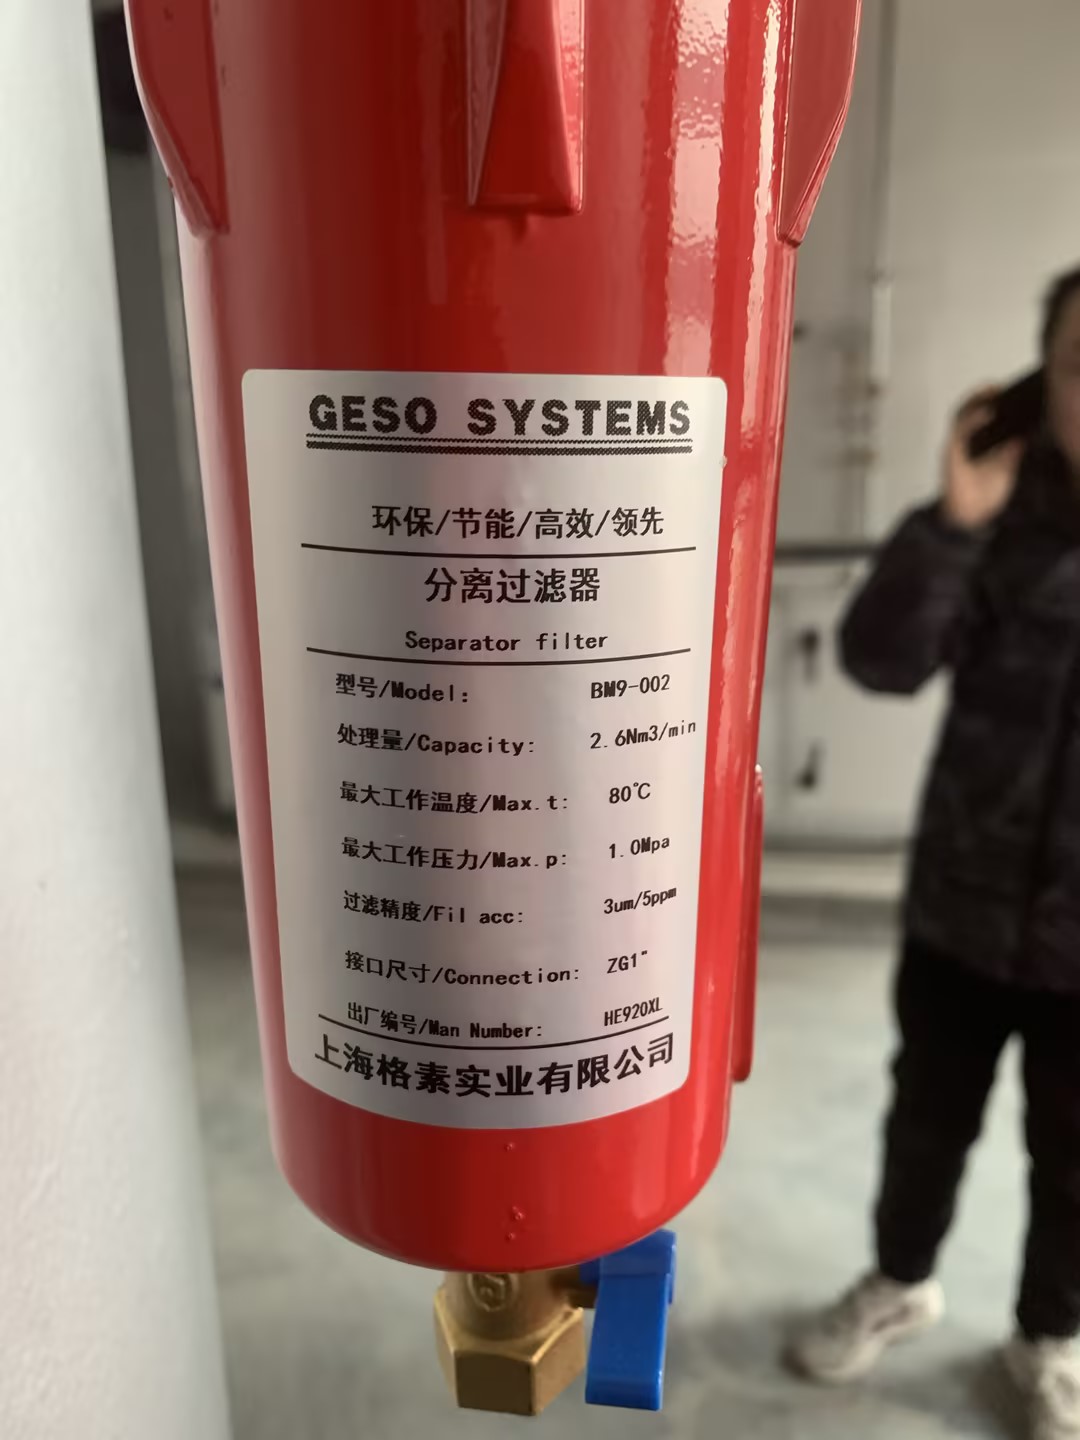 GESO SYSTEMS
环保/节能/高效/领先
分离过滤器
Separator filter
型号/Model: BM9-002
处理量/Capacity: 2.6Nm3/min
最大工作温度/Max.t: 80℃
最大工作压力/Max.p: 1.0Mpa
过滤精度/Fil acc: 3um/5ppm
接口尺寸/Connection: ZG1"
出厂编号/Man Number: HE920XL
上海格素实业有限公司